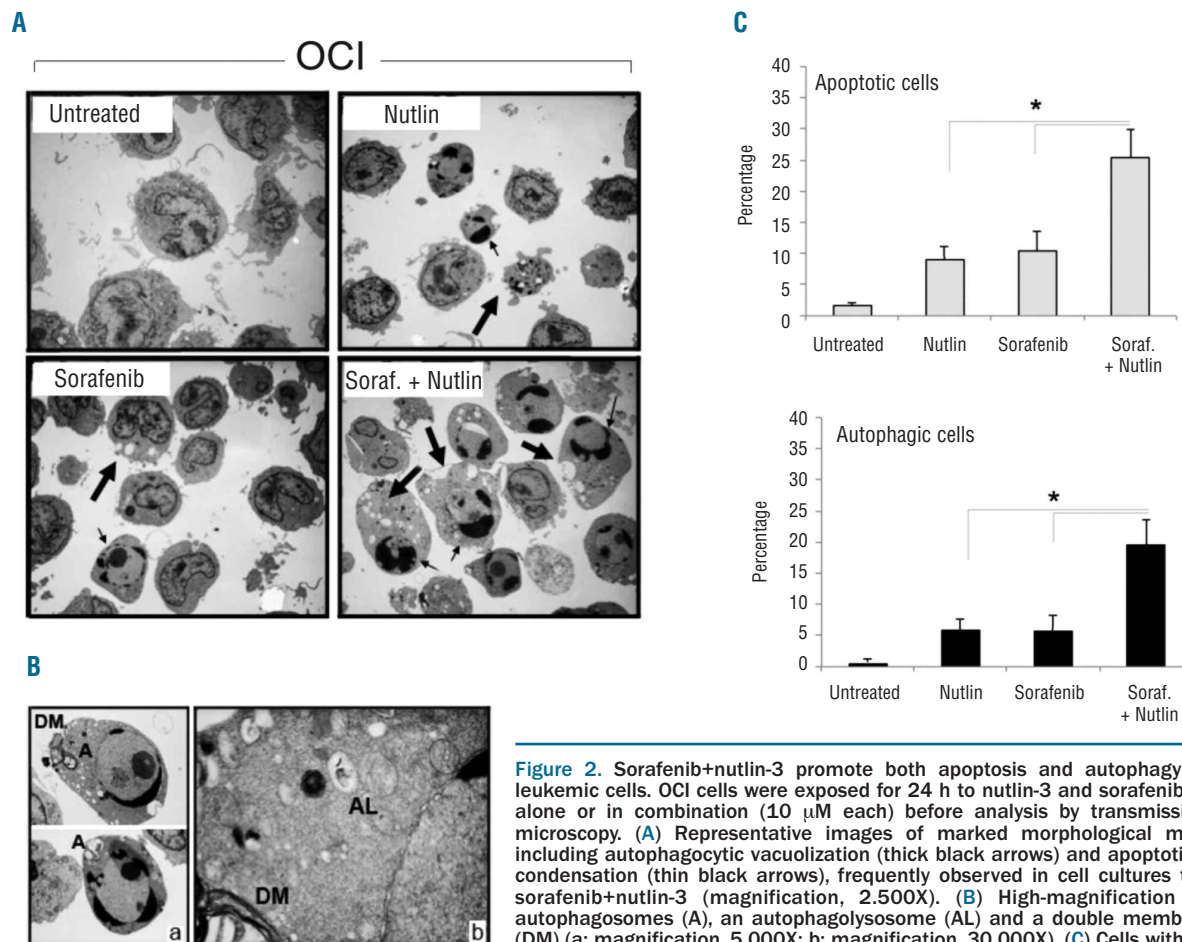 A
OCI
Untreated
Nutlin
Sorafenib
Soraf. + Nutlin
B
DM
A
A
a
AL
DM
b
C
Apoptotic cells
Percentage
40
35
30
25
20
15
10
5
0
*
Untreated
Nutlin
Sorafenib
Soraf.
+ Nutlin
Autophagic cells
Percentage
40
35
30
25
20
15
10
5
0
*
Untreated
Nutlin
Sorafenib
Soraf.
+ Nutlin
Figure 2. Sorafenib+nutlin-3 promote both apoptosis and autophagy
leukemic cells. OCI cells were exposed for 24 h to nutlin-3 and sorafenib
alone or in combination (10 μM each) before analysis by transmissi
microscopy. (A) Representative images of marked morphological m
including autophagocytic vacuolization (thick black arrows) and apoptoti
condensation (thin black arrows), frequently observed in cell cultures t
sorafenib+nutlin-3 (magnification, 2.500X). (B) High-magnification
autophagosomes (A), an autophagolysosome (AL) and a double memb
(DM) (a: magnification, 5.000X; b: magnification, 30.000X). (C) Cells with